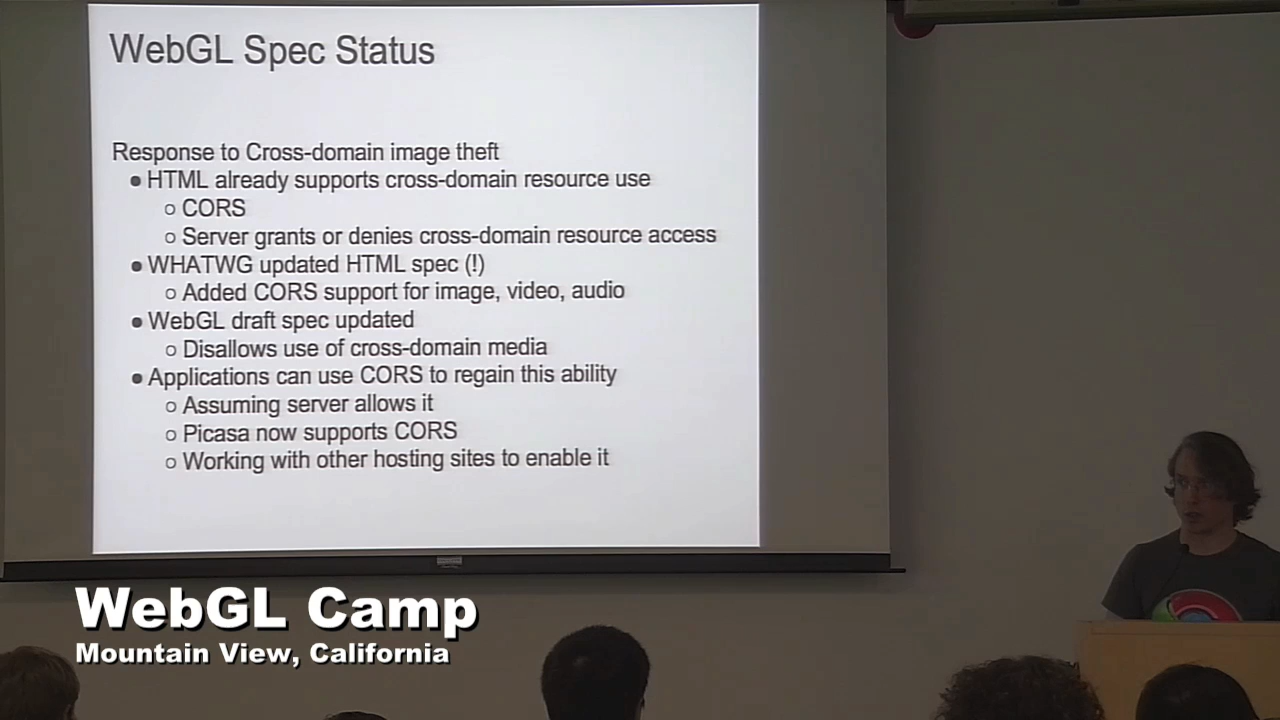 WebGL Spec Status
Response to Cross-domain image theft
● HTML already supports cross-domain resource use
o CORS
o Server grants or denies cross-domain resource access
● WHATWG updated HTML spec (!)
o Added CORS support for image, video, audio
● WebGL draft spec updated
o Disallows use of cross-domain media
● Applications can use CORS to regain this ability
o Assuming server allows it
o Picasa now supports CORS
o Working with other hosting sites to enable it
WebGL Camp
Mountain View, California